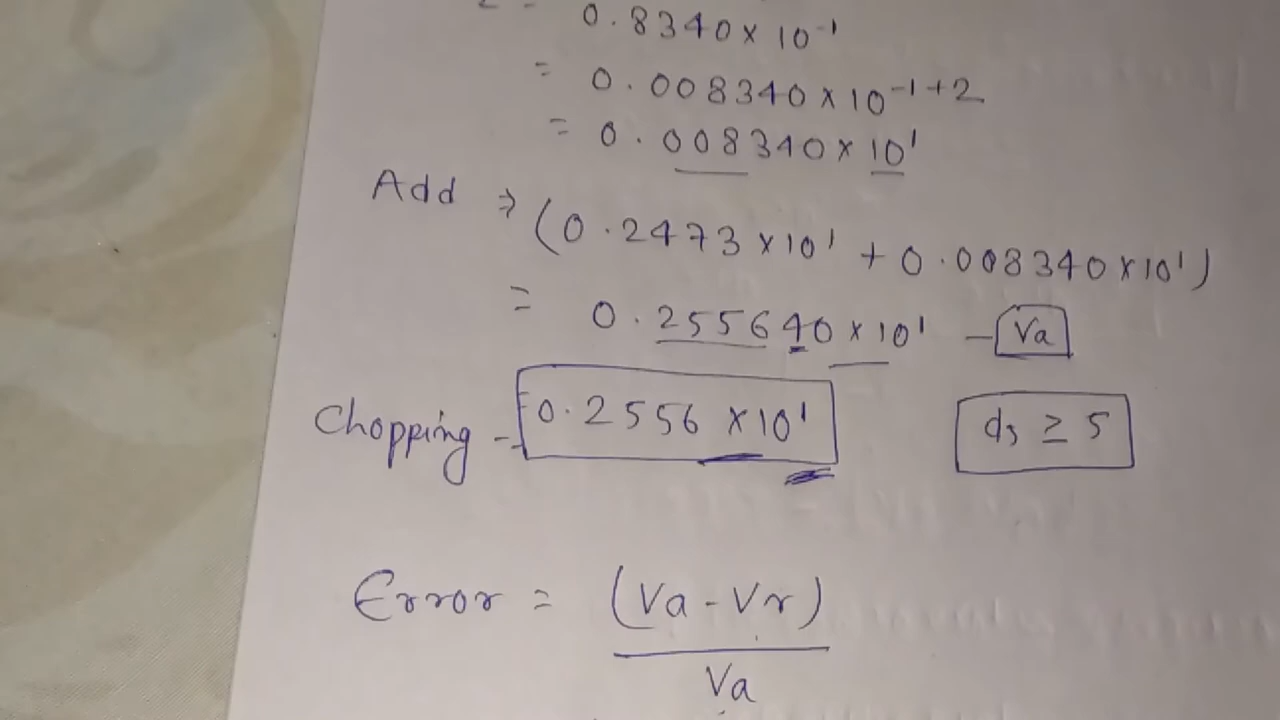 = 0.8340 × 10⁻¹
= 0.008340 × 10⁻¹⁺²
= 0.008340 × 10¹
Add ⇒ (0.2473 × 10¹ + 0.008340 × 10¹)
= 0.255640 × 10¹ - Va
Chopping - 0.2556 × 10¹ d₅ ≥ 5
Error = (Va - Vr)
Va